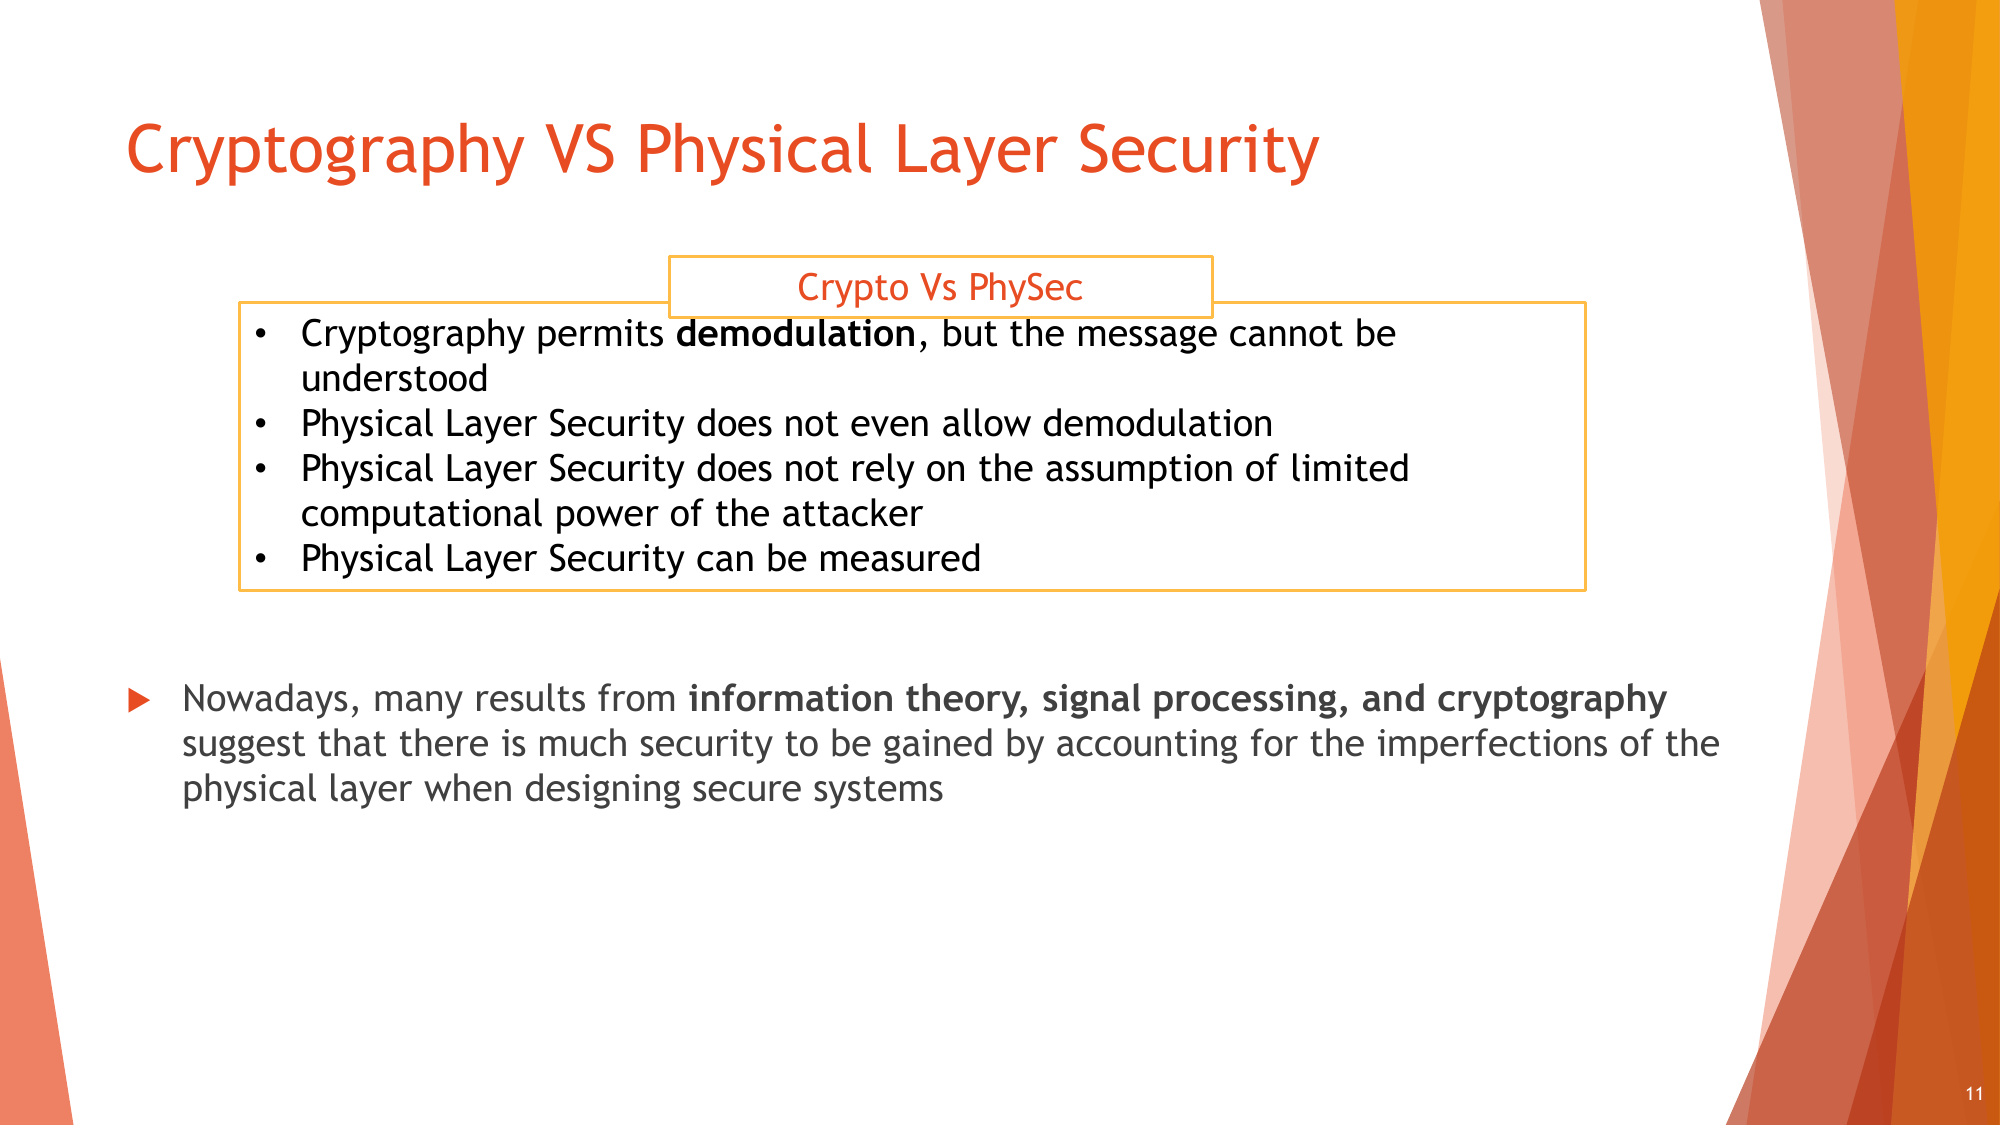 Cryptography VS Physical Layer Security
Crypto Vs PhySec
• Cryptography permits demodulation, but the message cannot be
understood
• Physical Layer Security does not even allow demodulation
• Physical Layer Security does not rely on the assumption of limited
computational power of the attacker
• Physical Layer Security can be measured
Nowadays, many results from information theory, signal processing, and cryptography
suggest that there is much security to be gained by accounting for the imperfections of the
physical layer when designing secure systems
11